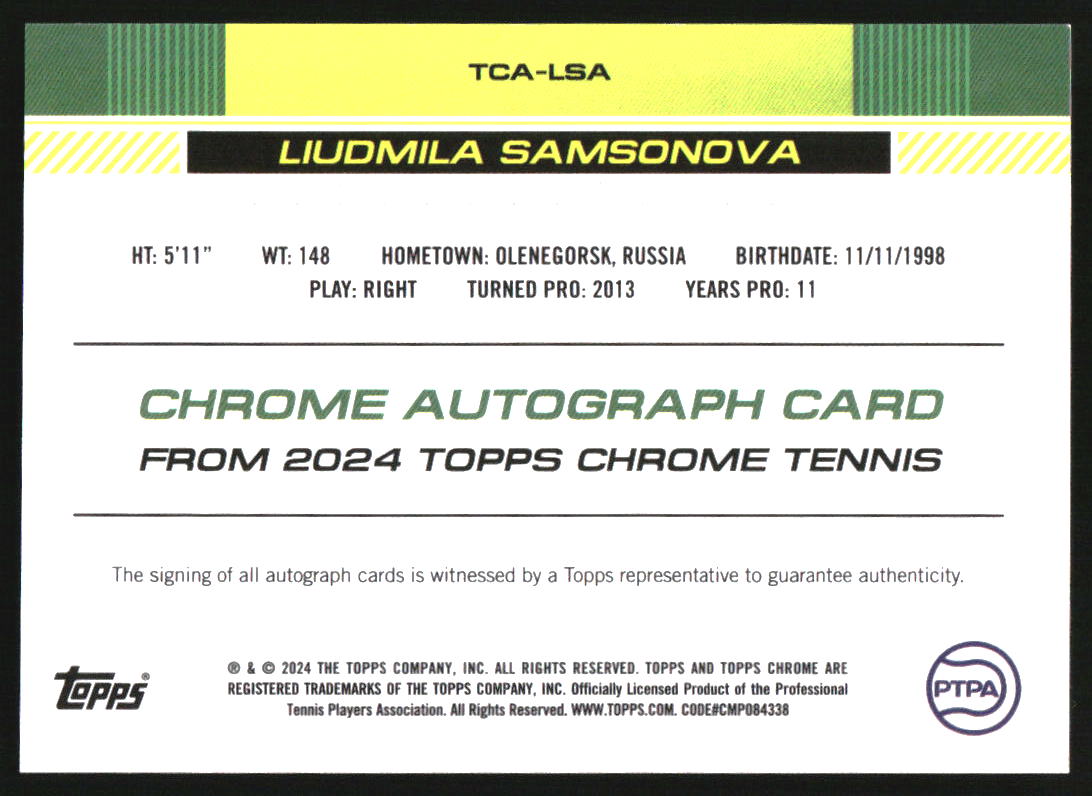 TCA-LSA
LIUDMILA SAMSONOVA
HT: 5'11" WT: 148 HOMETOWN: OLENEGORSK, RUSSIA BIRTHDATE: 11/11/1998
PLAY: RIGHT TURNED PRO: 2013 YEARS PRO: 11
CHROME AUTOGRAPH CARD
FROM 2024 TOPPS CHROME TENNIS
The signing of all autograph cards is witnessed by a Topps representative to guarantee authenticity.
topps®
® & © 2024 THE TOPPS COMPANY, INC. ALL RIGHTS RESERVED. TOPPS AND TOPPS CHROME ARE
REGISTERED TRADEMARKS OF THE TOPPS COMPANY, INC. Officially Licensed Product of the Professional
Tennis Players Association. All Rights Reserved. WWW.TOPPS.COM. CODE#CMP084338
PTPA